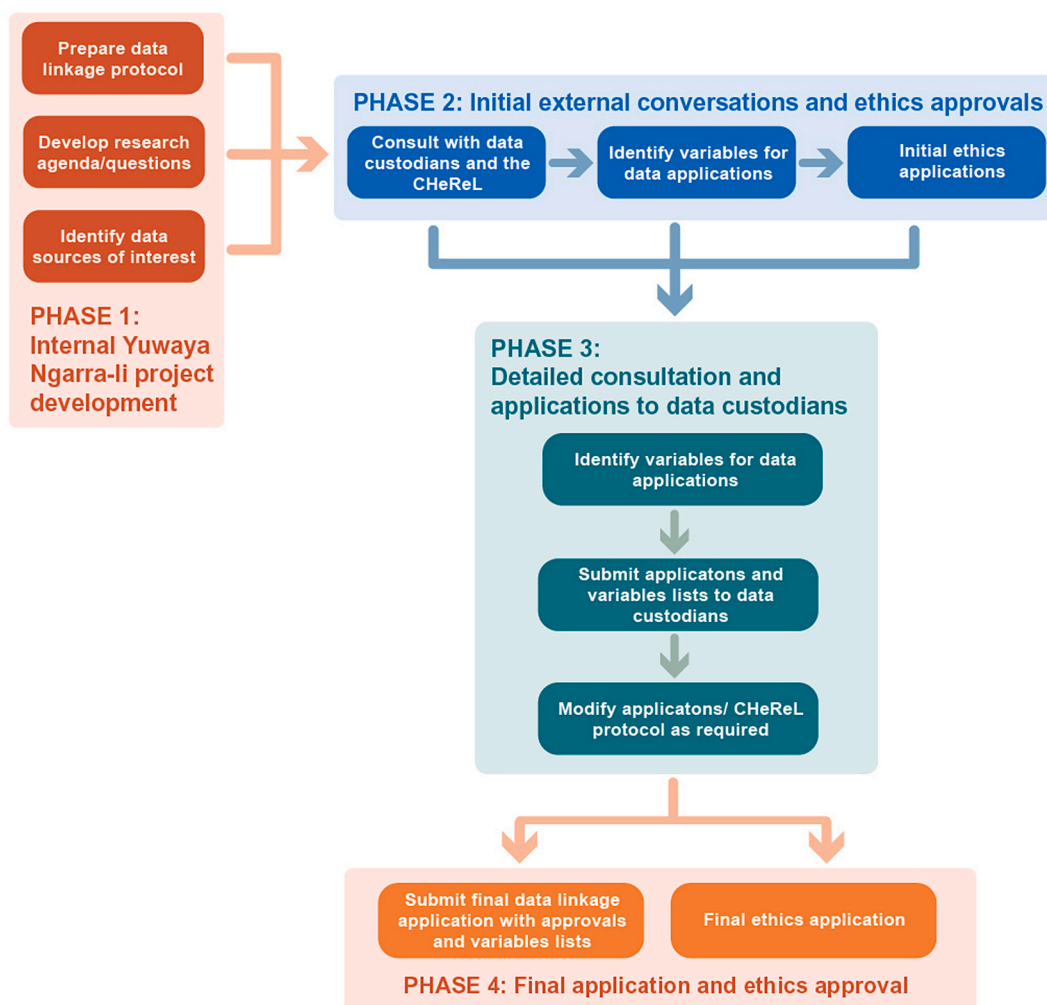 Prepare data
linkage protocol
Develop research
agenda/questions
Identify data
sources of interest
PHASE 1:
Internal Yuwaya
Ngarra-li project
development
PHASE 2: Initial external conversations and ethics approvals
Consult with data
custodians and the
CHeReL
Identify variables for
data applications
Initial ethics
applications
PHASE 3:
Detailed consultation and
applications to data custodians
Identify variables for data
applications
Submit applicatons and
variables lists to data
custodians
Modify applicatons/ CHeReL
protocol as required
Submit final data linkage
application with approvals
and variables lists
Final ethics application
PHASE 4: Final application and ethics approval